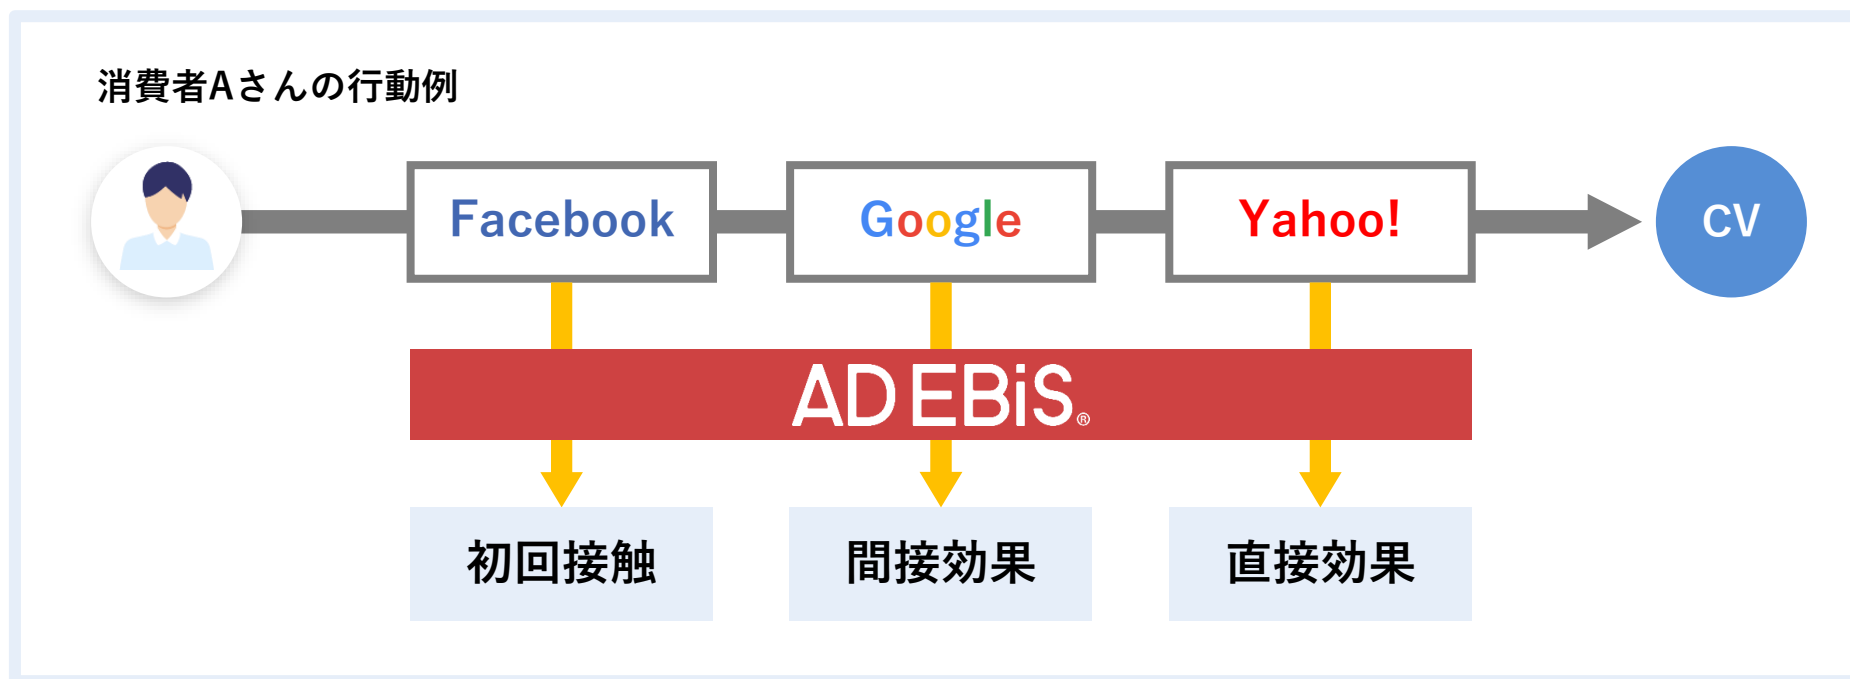 消費者Aさんの行動例
Facebook
Google
Yahoo!
CV
AD EBiS®
初回接触
間接効果
直接効果